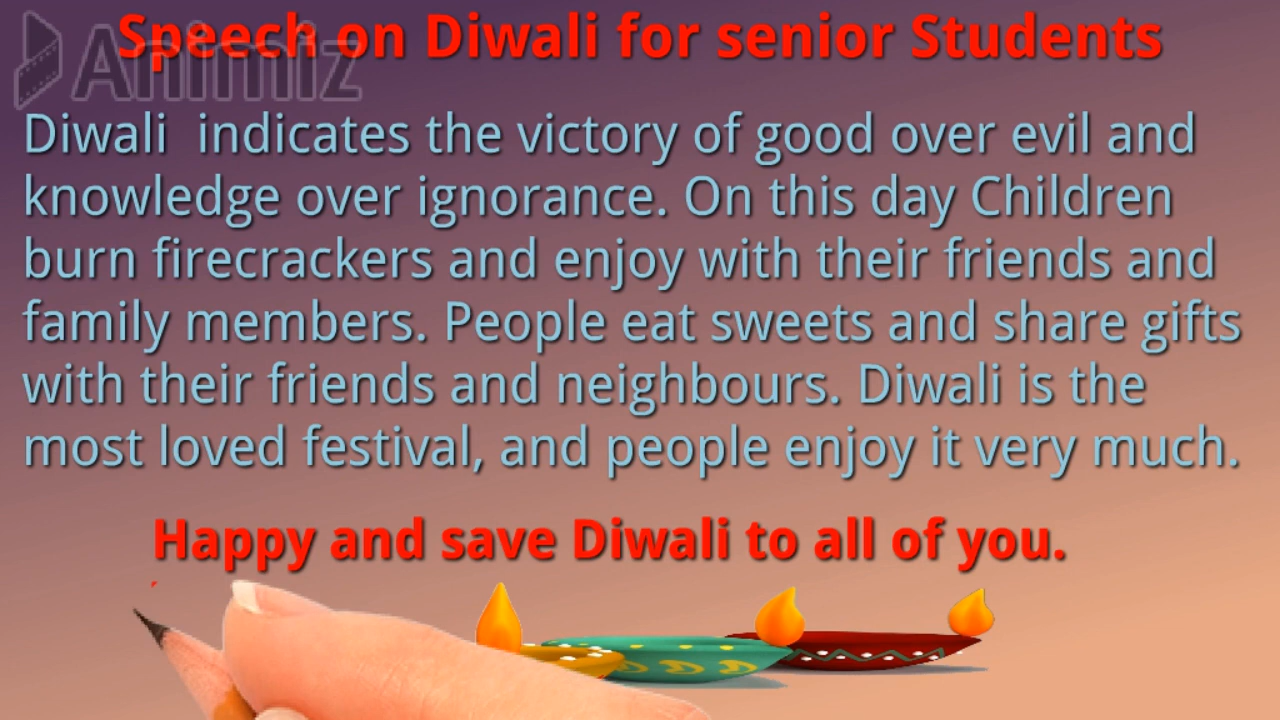 Speech on Diwali for senior Students
Animiz
Diwali indicates the victory of good over evil and
knowledge over ignorance. On this day Children
burn firecrackers and enjoy with their friends and
family members. People eat sweets and share gifts
with their friends and neighbours. Diwali is the
most loved festival, and people enjoy it very much.
Happy and save Diwali to all of you.